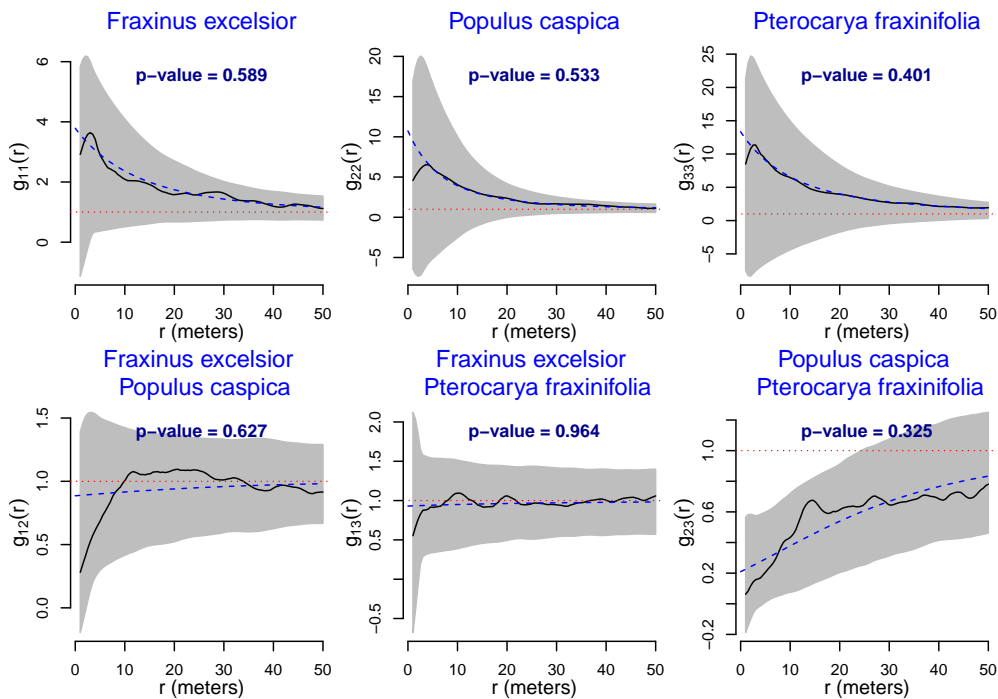 Fraxinus excelsior
p−value = 0.589
g11(r)
0 2 4 6
0 10 20 30 40 50
r (meters)
Populus caspica
p−value = 0.533
g22(r)
−5 0 5 10 15 20
0 10 20 30 40 50
r (meters)
Pterocarya fraxinifolia
p−value = 0.401
g33(r)
−5 5 10 15 20 25
0 10 20 30 40 50
r (meters)
Fraxinus excelsior
Populus caspica
p−value = 0.627
g12(r)
0.0 0.5 1.0 1.5
0 10 20 30 40 50
r (meters)
Fraxinus excelsior
Pterocarya fraxinifolia
p−value = 0.964
g13(r)
−0.5 0.5 1.0 1.5 2.0
0 10 20 30 40 50
r (meters)
Populus caspica
Pterocarya fraxinifolia
p−value = 0.325
g23(r)
−0.2 0.2 0.6 1.0
0 10 20 30 40 50
r (meters)